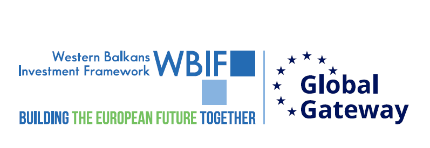 Western Balkans
Investment Framework
WBIF
BUILDING THE EUROPEAN FUTURE TOGETHER
Global
Gateway